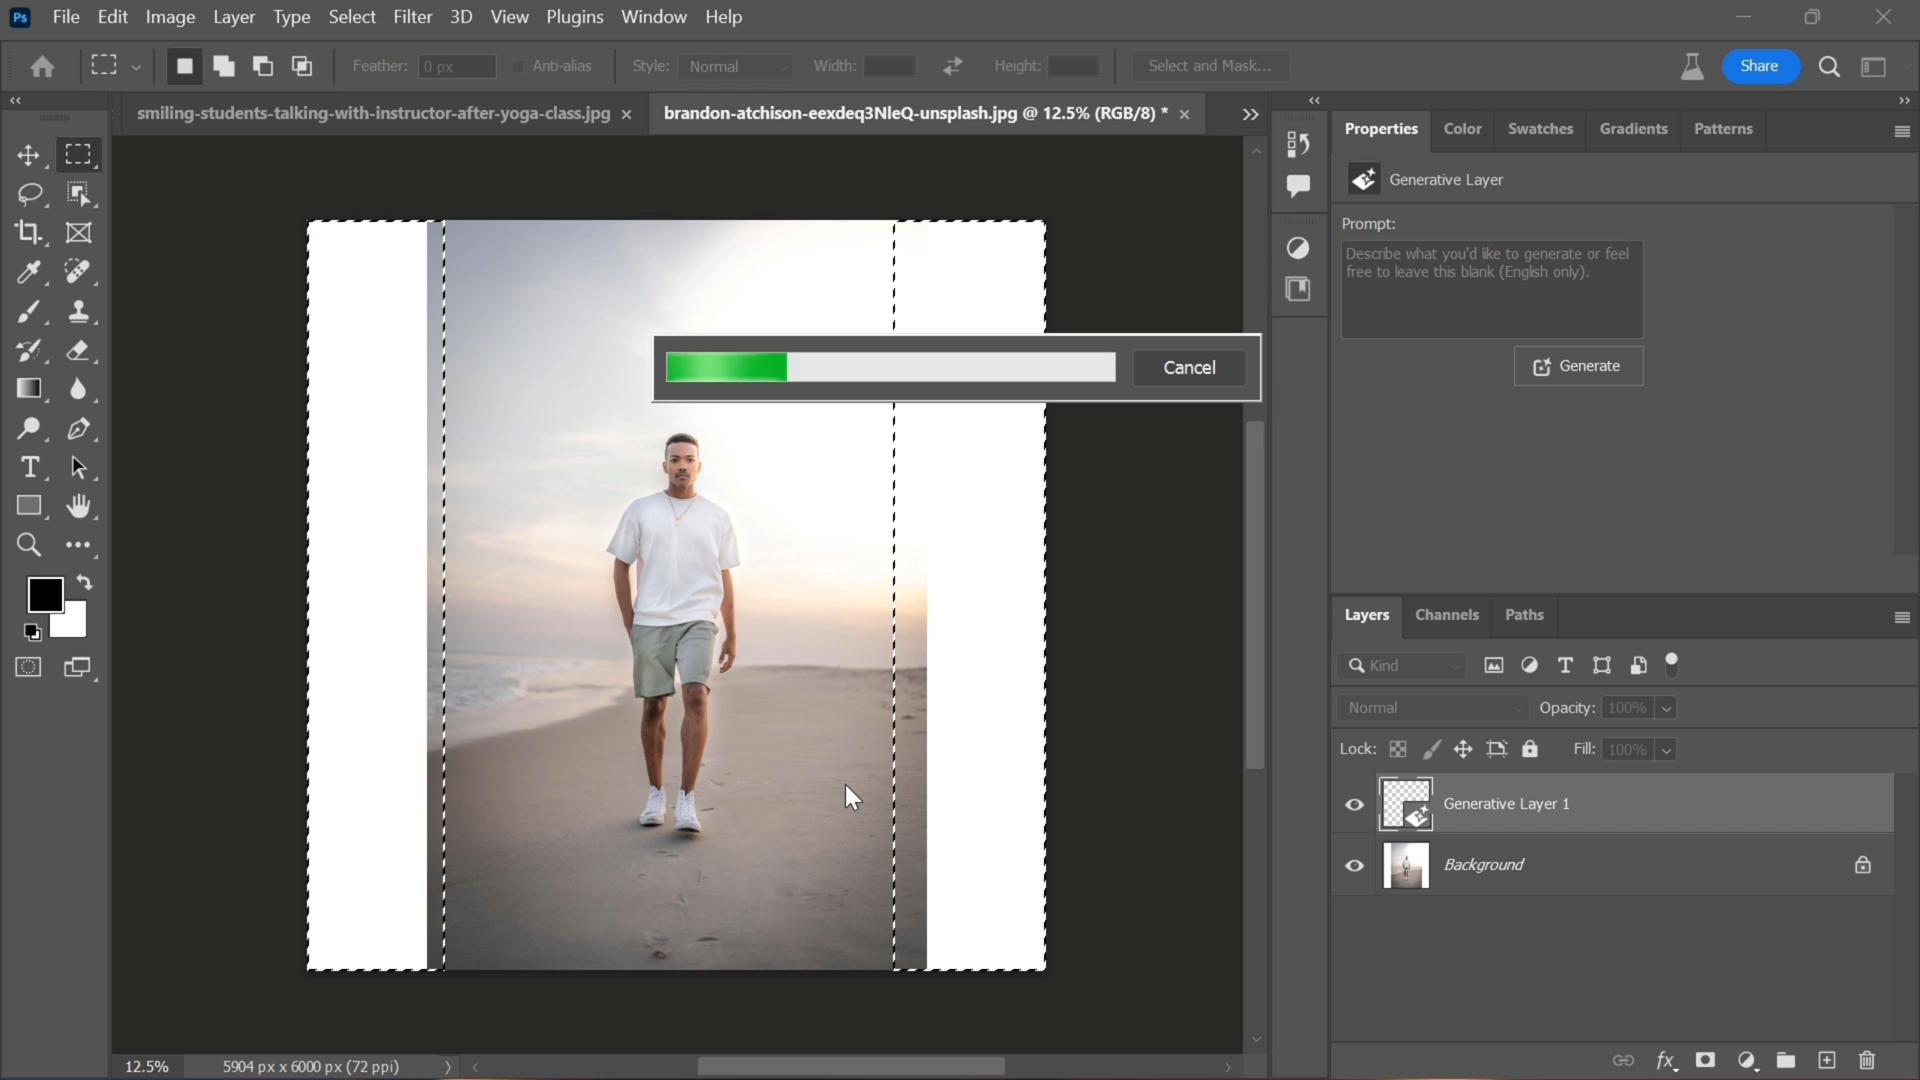 Ps File Edit Image Layer Type Select Filter 3D View Plugins Window Help
Feather: 0 px Anti-alias Style: Normal Width: Height: Select and Mask... Share
smiling-students-talking-with-instructor-after-yoga-class.jpg × brandon-atchison-eexdeq3NleQ-unsplash.jpg @ 12.5% (RGB/8) * ×
Properties Color Swatches Gradients Patterns
Generative Layer
Prompt:
Describe what you'd like to generate or feel
free to leave this blank (English only).
Generate
Cancel
Layers Channels Paths
Kind
Normal Opacity: 100%
Lock: Fill: 100%
Generative Layer 1
Background
12.5% 5904 px x 6000 px (72 ppi)